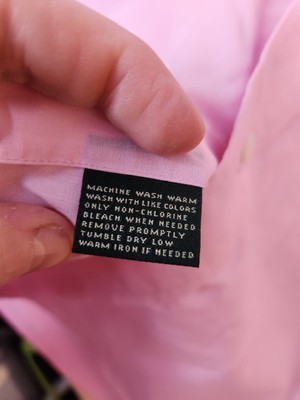 MACHINE WASH WARM
WASH WITH LIKE COLORS
ONLY NON-CHLORINE
BLEACH WHEN NEEDED
REMOVE PROMPTLY
TUMBLE DRY LOW
WARM IRON IF NEEDED